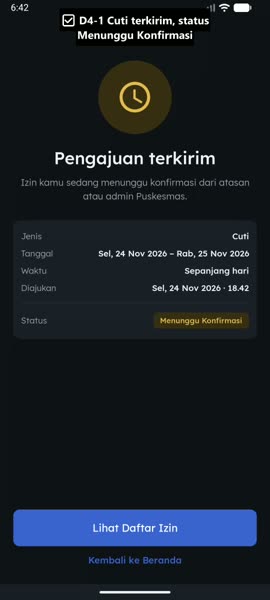 6:42
☑ D4-1 Cuti terkirim, status
Menunggu Konfirmasi
Pengajuan terkirim
Izin kamu sedang menunggu konfirmasi dari atasan
atau admin Puskesmas.
Jenis Cuti
Tanggal Sel, 24 Nov 2026 – Rab, 25 Nov 2026
Waktu Sepanjang hari
Diajukan Sel, 24 Nov 2026 · 18.42
Status Menunggu Konfirmasi
Lihat Daftar Izin
Kembali ke Beranda